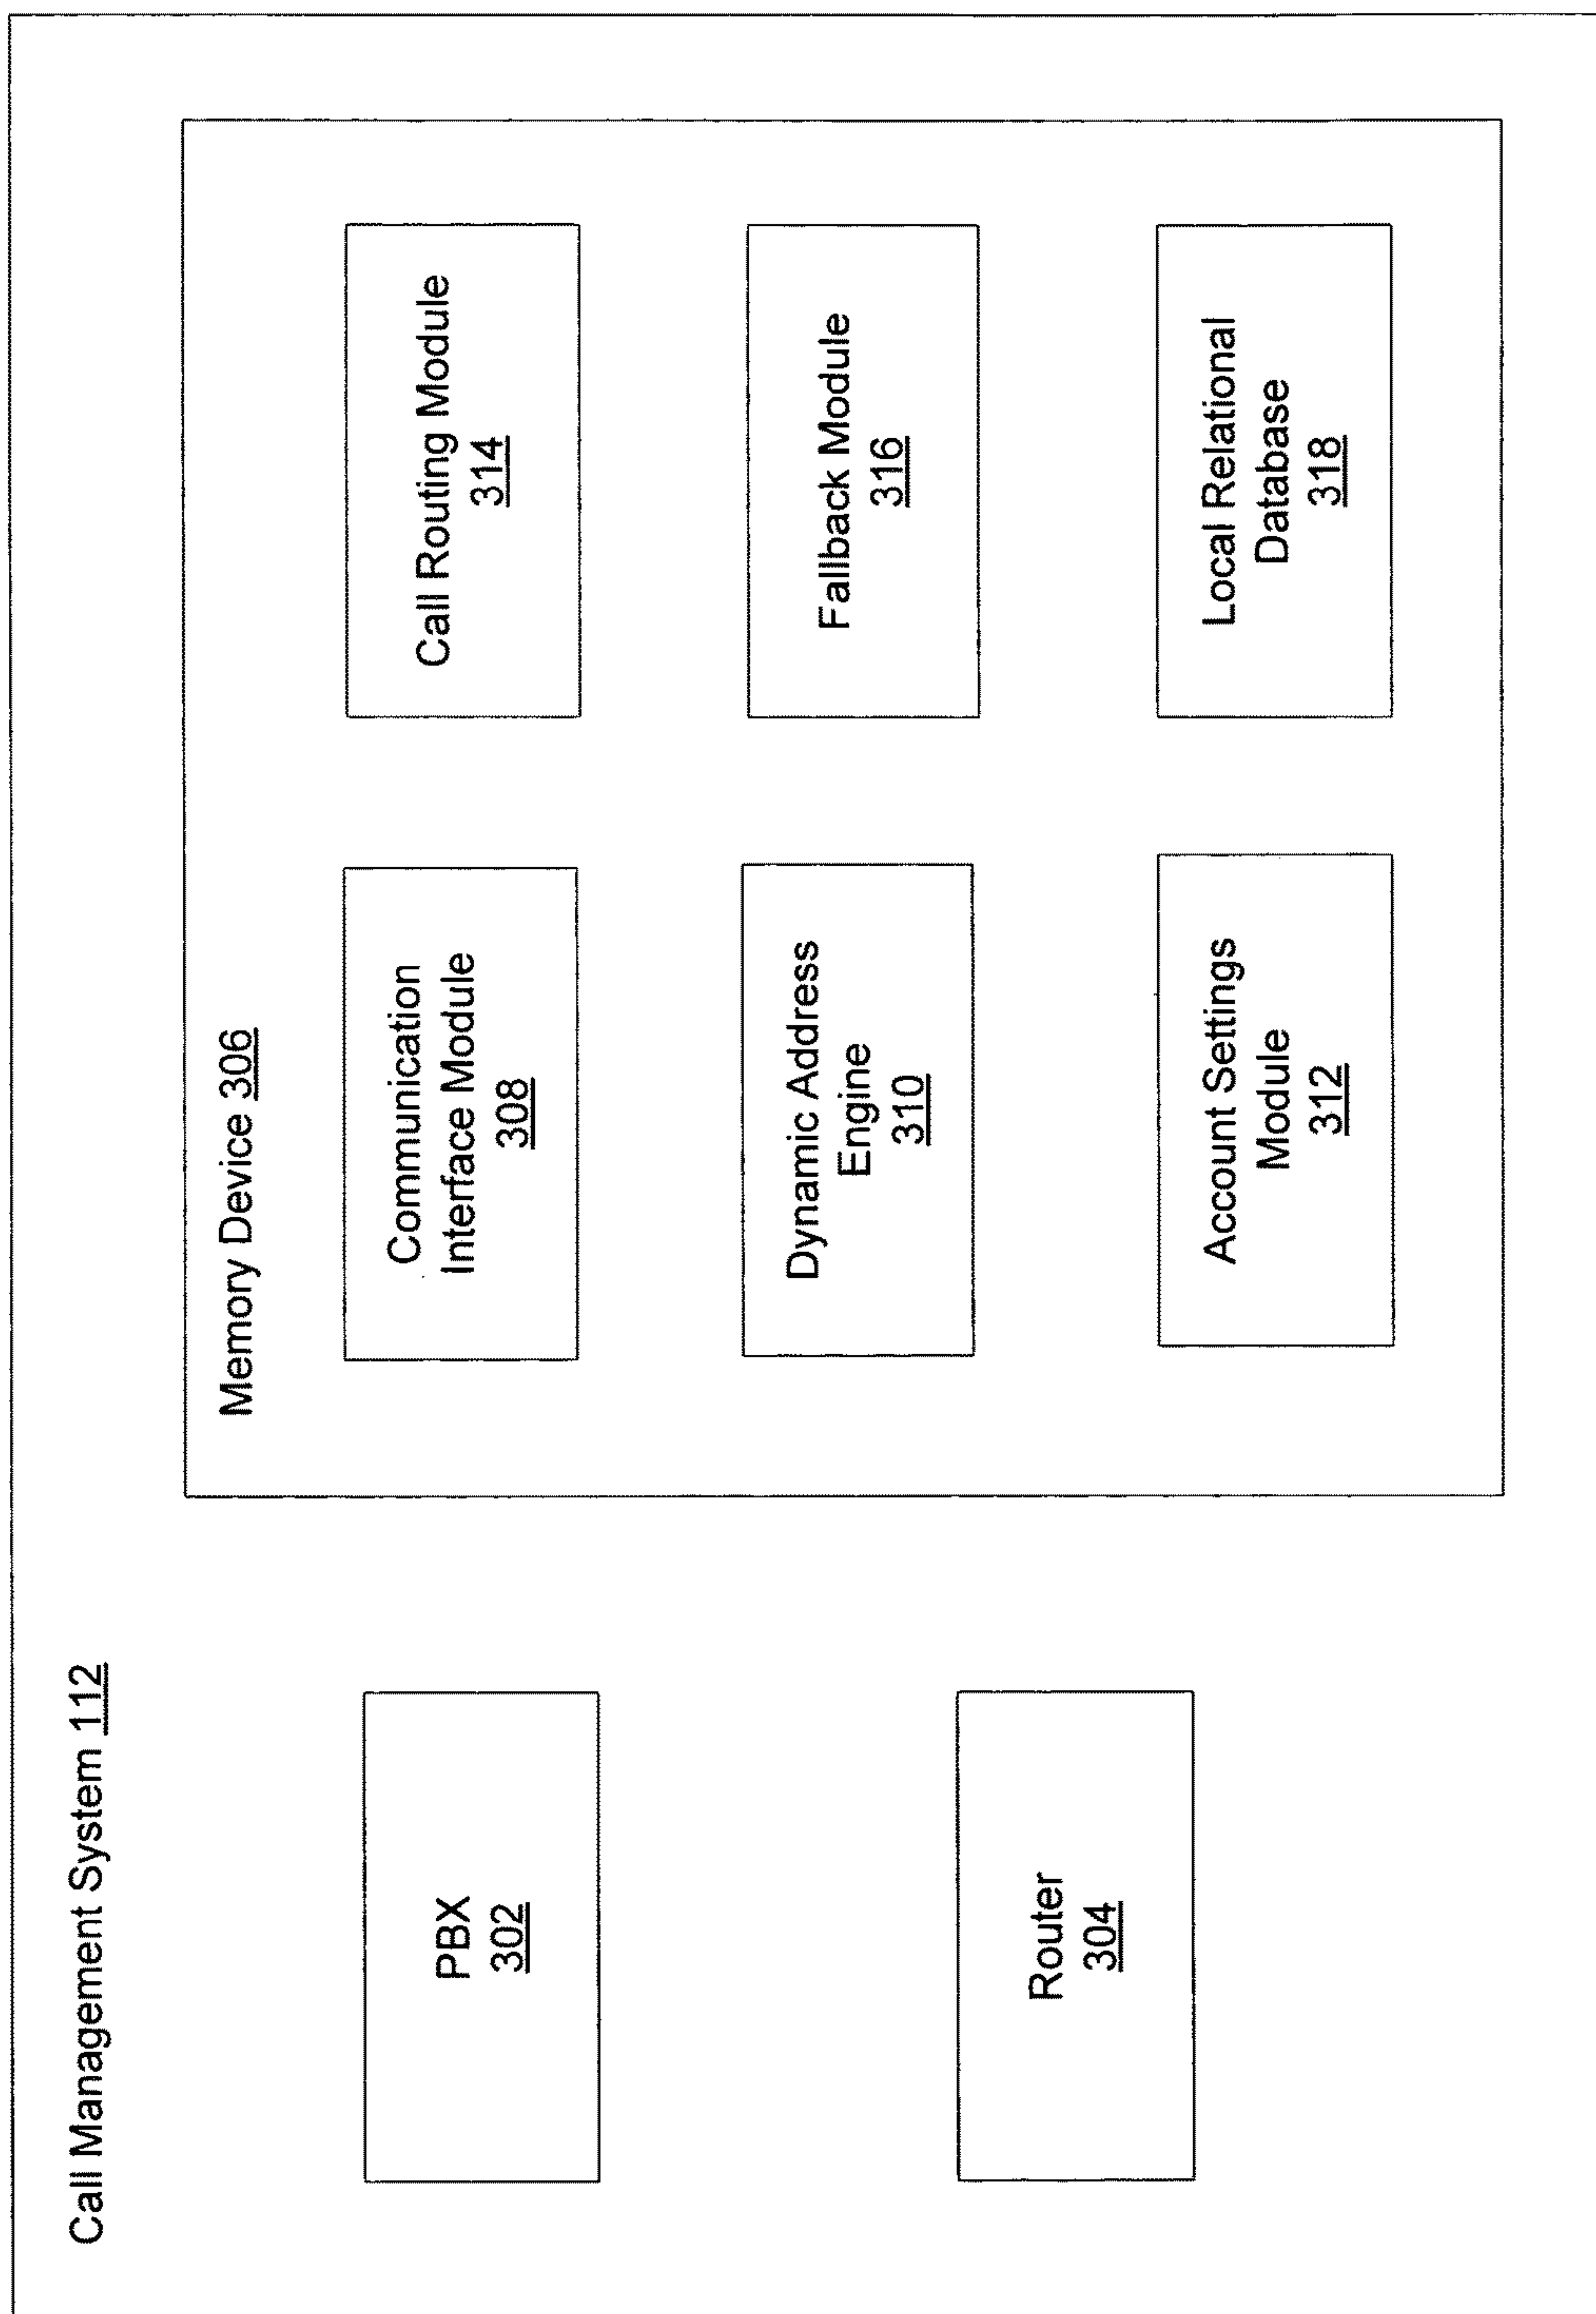 Call Management System 112
PBX
302
Router
304
Memory Device 306
Communication
Interface Module
308
Dynamic Address
Engine
310
Account Settings
Module
312
Call Routing Module
314
Fallback Module
316
Local Relational
Database
318